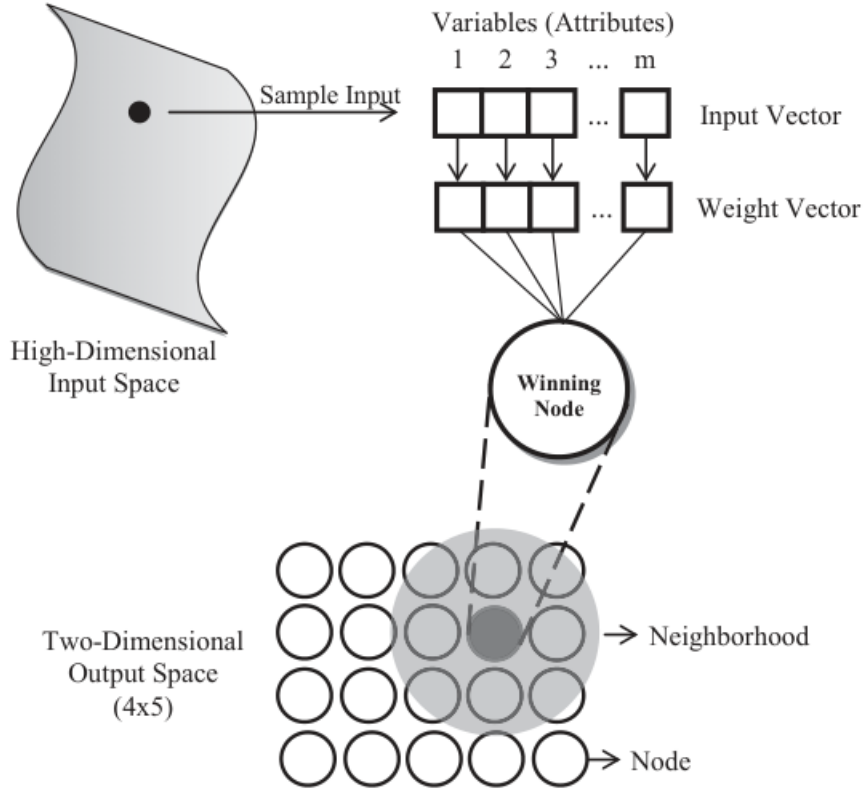 Variables (Attributes)
1 2 3 ... m
Sample Input
... Input Vector
... Weight Vector
High-Dimensional
Input Space
Winning
Node
Two-Dimensional
Output Space
(4x5)
Neighborhood
Node